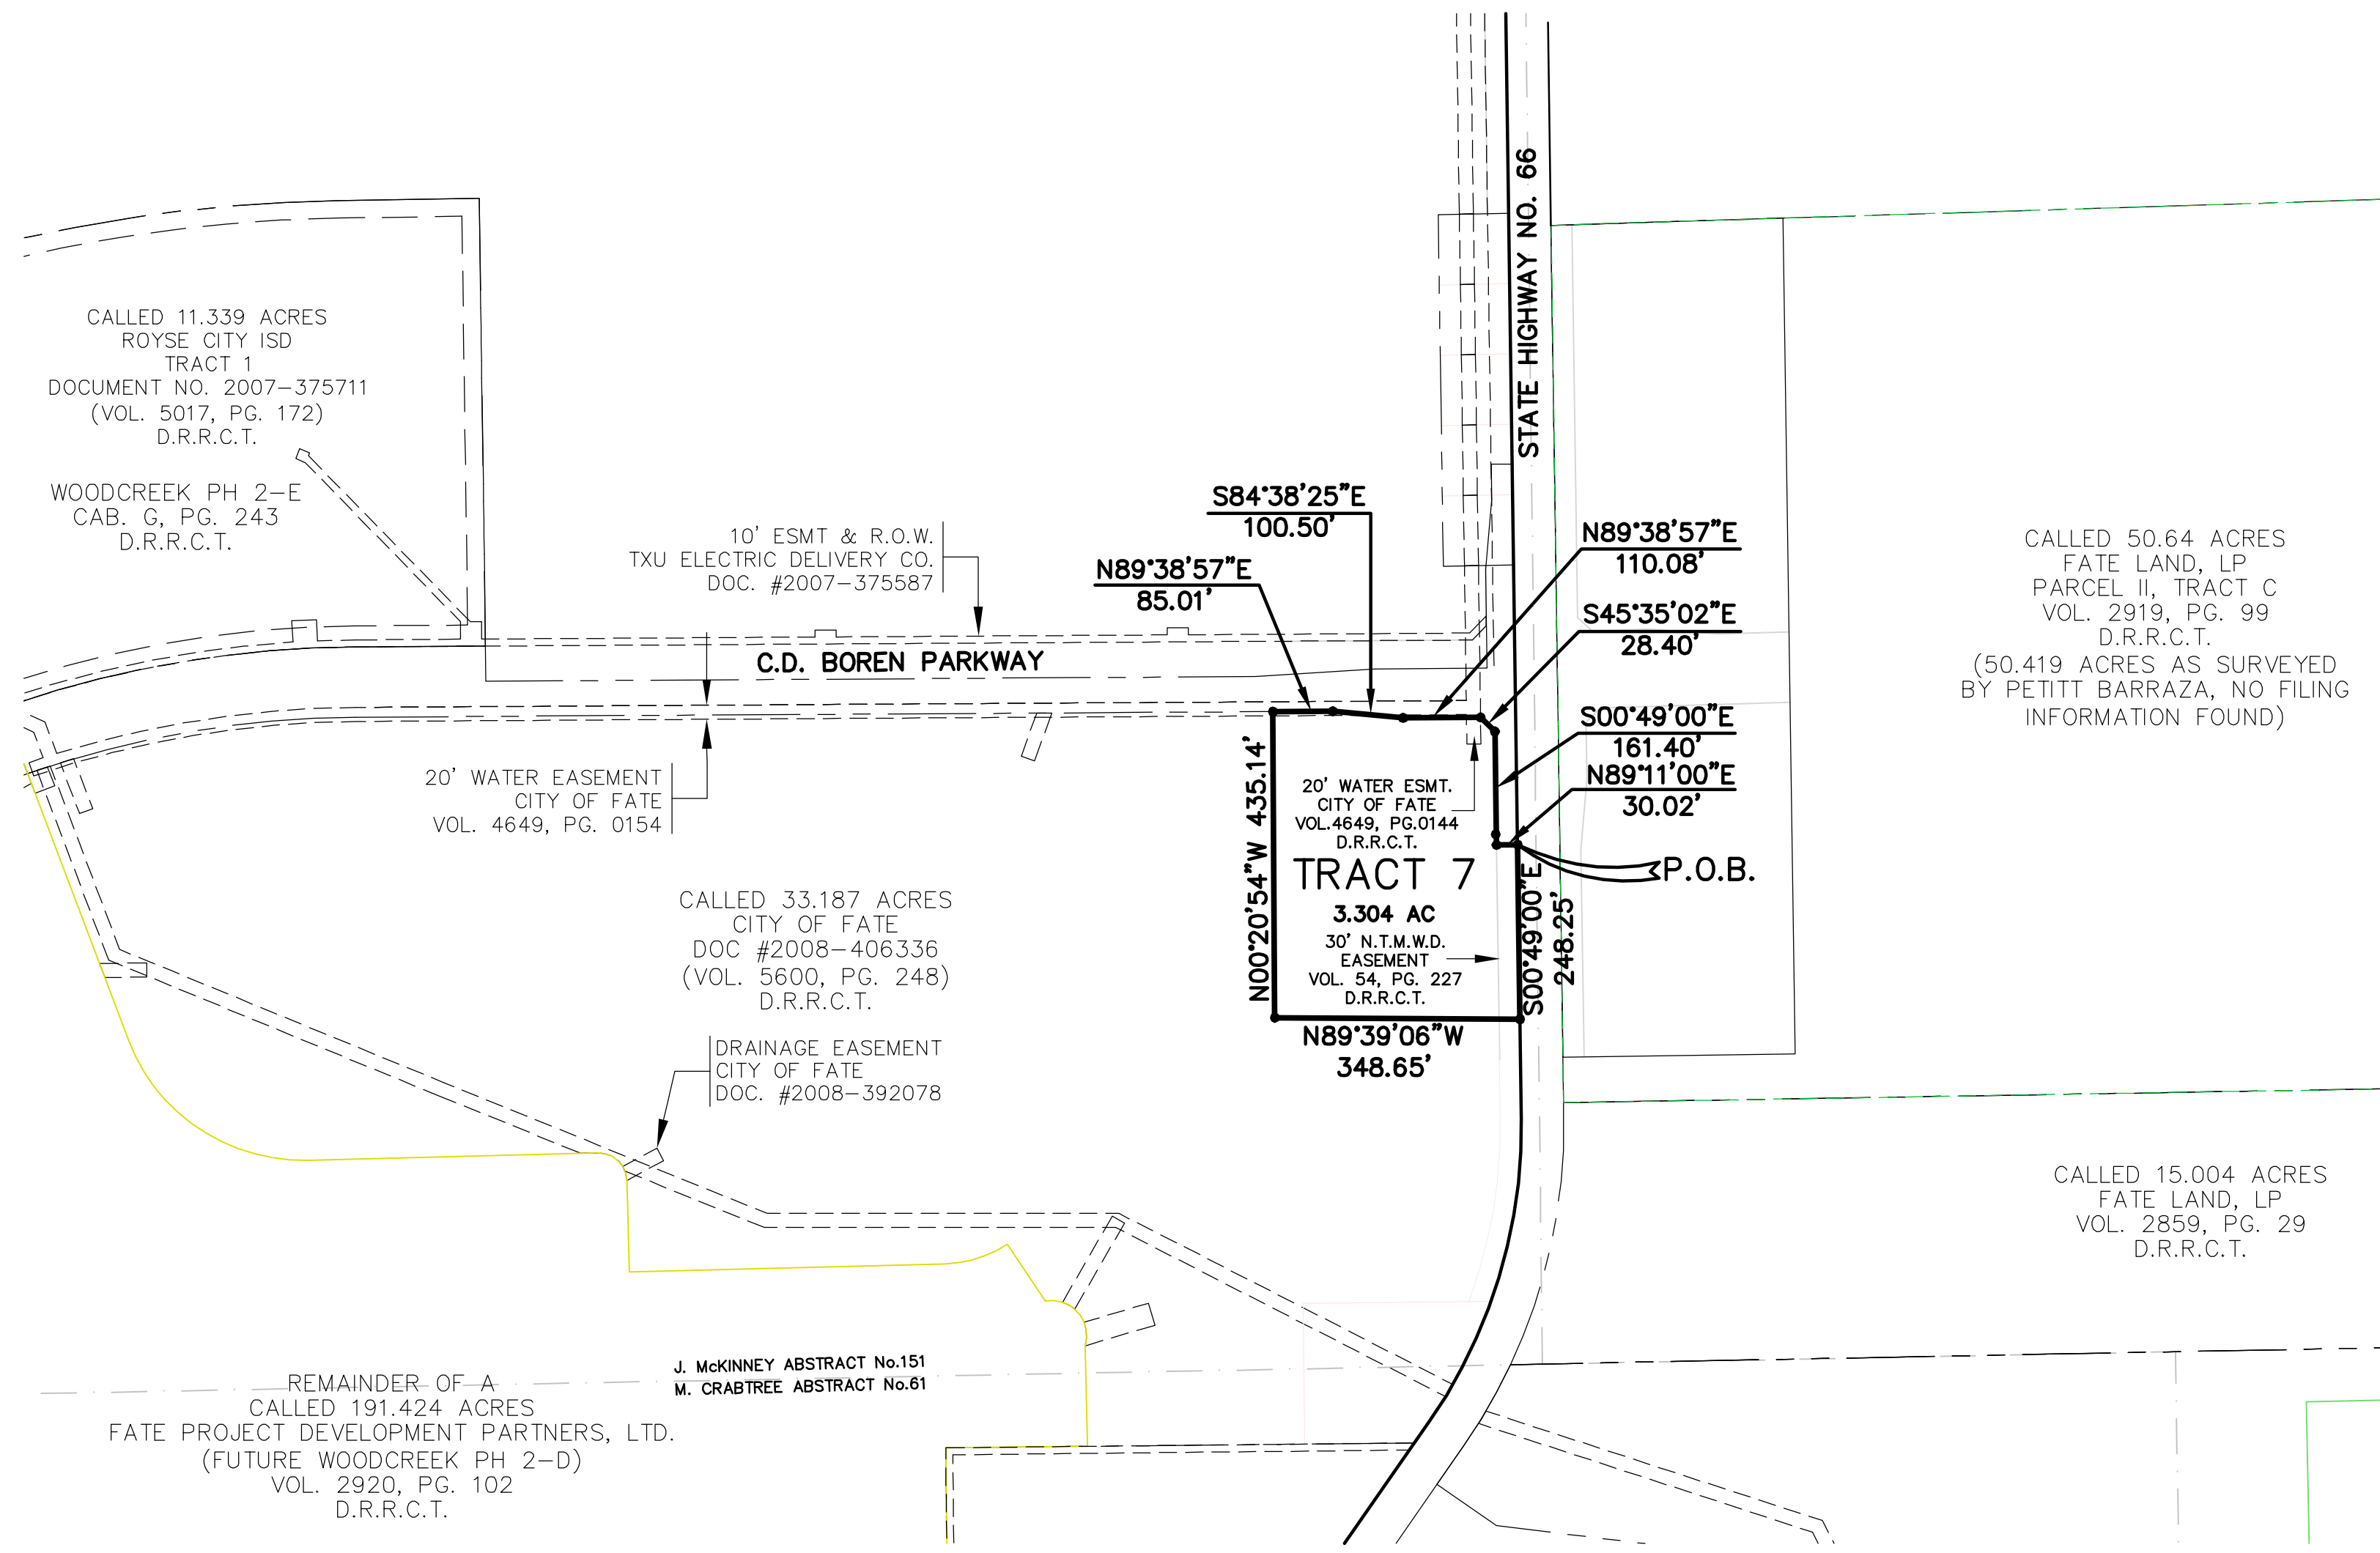 STATE HIGHWAY NO. 66
CALLED 11.339 ACRES
ROYSE CITY ISD
TRACT 1
DOCUMENT NO. 2007-375711
(VOL. 5017, PG. 172)
D.R.R.C.T.
WOODCREEK PH 2-E
CAB. G, PG. 243
D.R.R.C.T.
10' ESMT & R.O.W.
TXU ELECTRIC DELIVERY CO.
DOC. #2007-375587
S84°38'25"E
100.50'
N89°38'57"E
85.01'
N89°38'57"E
110.08'
S45°35'02"E
28.40'
S00°49'00"E
161.40'
N89°11'00"E
30.02'
CALLED 50.64 ACRES
FATE LAND, LP
PARCEL II, TRACT C
VOL. 2919, PG. 99
D.R.R.C.T.
(50.419 ACRES AS SURVEYED
BY PETITT BARRAZA, NO FILING
INFORMATION FOUND)
C.D. BOREN PARKWAY
20' WATER EASEMENT
CITY OF FATE
VOL. 4649, PG. 0154
N00°20'54"W 435.14'
20' WATER ESMT.
CITY OF FATE
VOL.4649, PG.0144
D.R.R.C.T.
TRACT 7
3.304 AC
30' N.T.M.W.D.
EASEMENT
VOL. 54, PG. 227
D.R.R.C.T.
P.O.B.
S00°49'00"E
248.25'
N89°39'06"W
348.65'
CALLED 33.187 ACRES
CITY OF FATE
DOC #2008-406336
(VOL. 5600, PG. 248)
D.R.R.C.T.
DRAINAGE EASEMENT
CITY OF FATE
DOC. #2008-392078
CALLED 15.004 ACRES
FATE LAND, LP
VOL. 2859, PG. 29
D.R.R.C.T.
J. McKINNEY ABSTRACT No.151
M. CRABTREE ABSTRACT No.61
REMAINDER OF A
CALLED 191.424 ACRES
FATE PROJECT DEVELOPMENT PARTNERS, LTD.
(FUTURE WOODCREEK PH 2-D)
VOL. 2920, PG. 102
D.R.R.C.T.